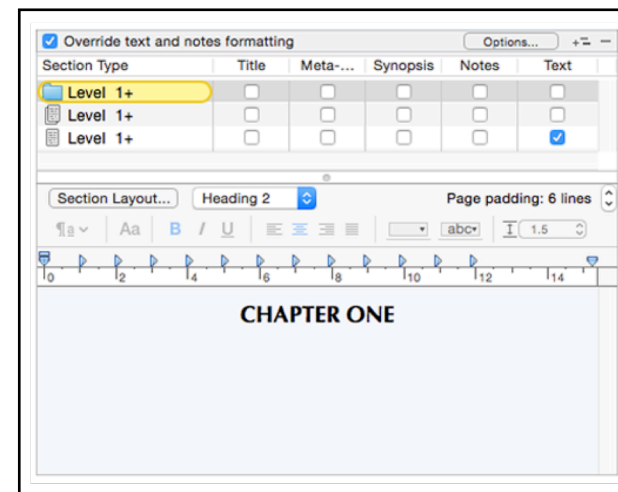 Override text and notes formatting Options...
Section Type Title Meta-... Synopsis Notes Text
Level 1+
Level 1+
Level 1+
Section Layout... Heading 2 Page padding: 6 lines
¶a Aa B I U abc 1.5
0 2 4 6 8 10 12 14
CHAPTER ONE